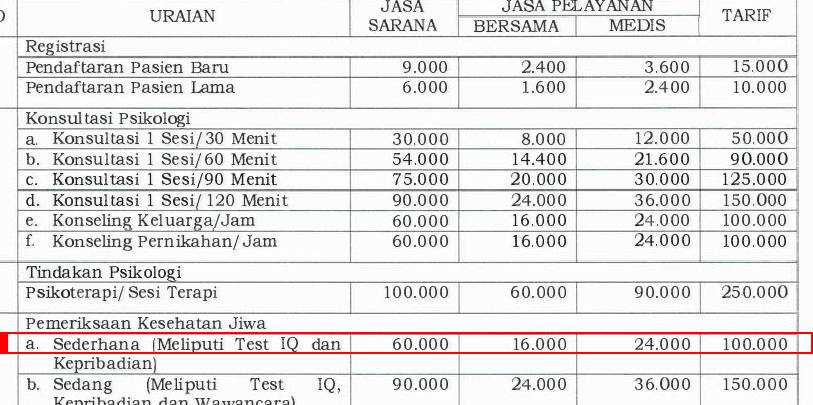 JASA
JASA PELAYANAN
URAIAN
TARIF
SARANA
BERSAMA
MEDIS
Registrasi
Pendaftaran Pasien Baru 9.000 2.400 3.600 15.000
Pendaftaran Pasien Lama 6.000 1.600 2.400 10.000
Konsultasi Psikologi
a. Konsultasi 1 Sesi/30 Menit 30.000 8.000 12.000 50.000
b. Konsultasi 1 Sesi/60 Menit 54.000 14.400 21.600 90.000
c. Konsultasi 1 Sesi/90 Menit 75.000 20.000 30.000 125.000
d. Konsultasi 1 Sesi/120 Menit 90.000 24.000 36.000 150.000
e. Konseling Keluarga/Jam 60.000 16.000 24.000 100.000
f. Konseling Pernikahan/Jam 60.000 16.000 24.000 100.000
Tindakan Psikologi
Psikoterapi/Sesi Terapi 100.000 60.000 90.000 250.000
Pemeriksaan Kesehatan Jiwa
a. Sederhana (Meliputi Test IQ dan 60.000 16.000 24.000 100.000
Kepribadian)
b. Sedang (Meliputi Test IQ, 90.000 24.000 36.000 150.000
Kepribadian dan Wawancara)